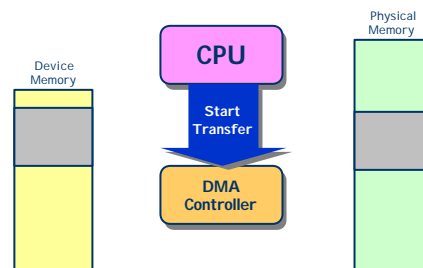 Physical
Memory
Device
Memory
CPU
Start
Transfer
DMA
Controller